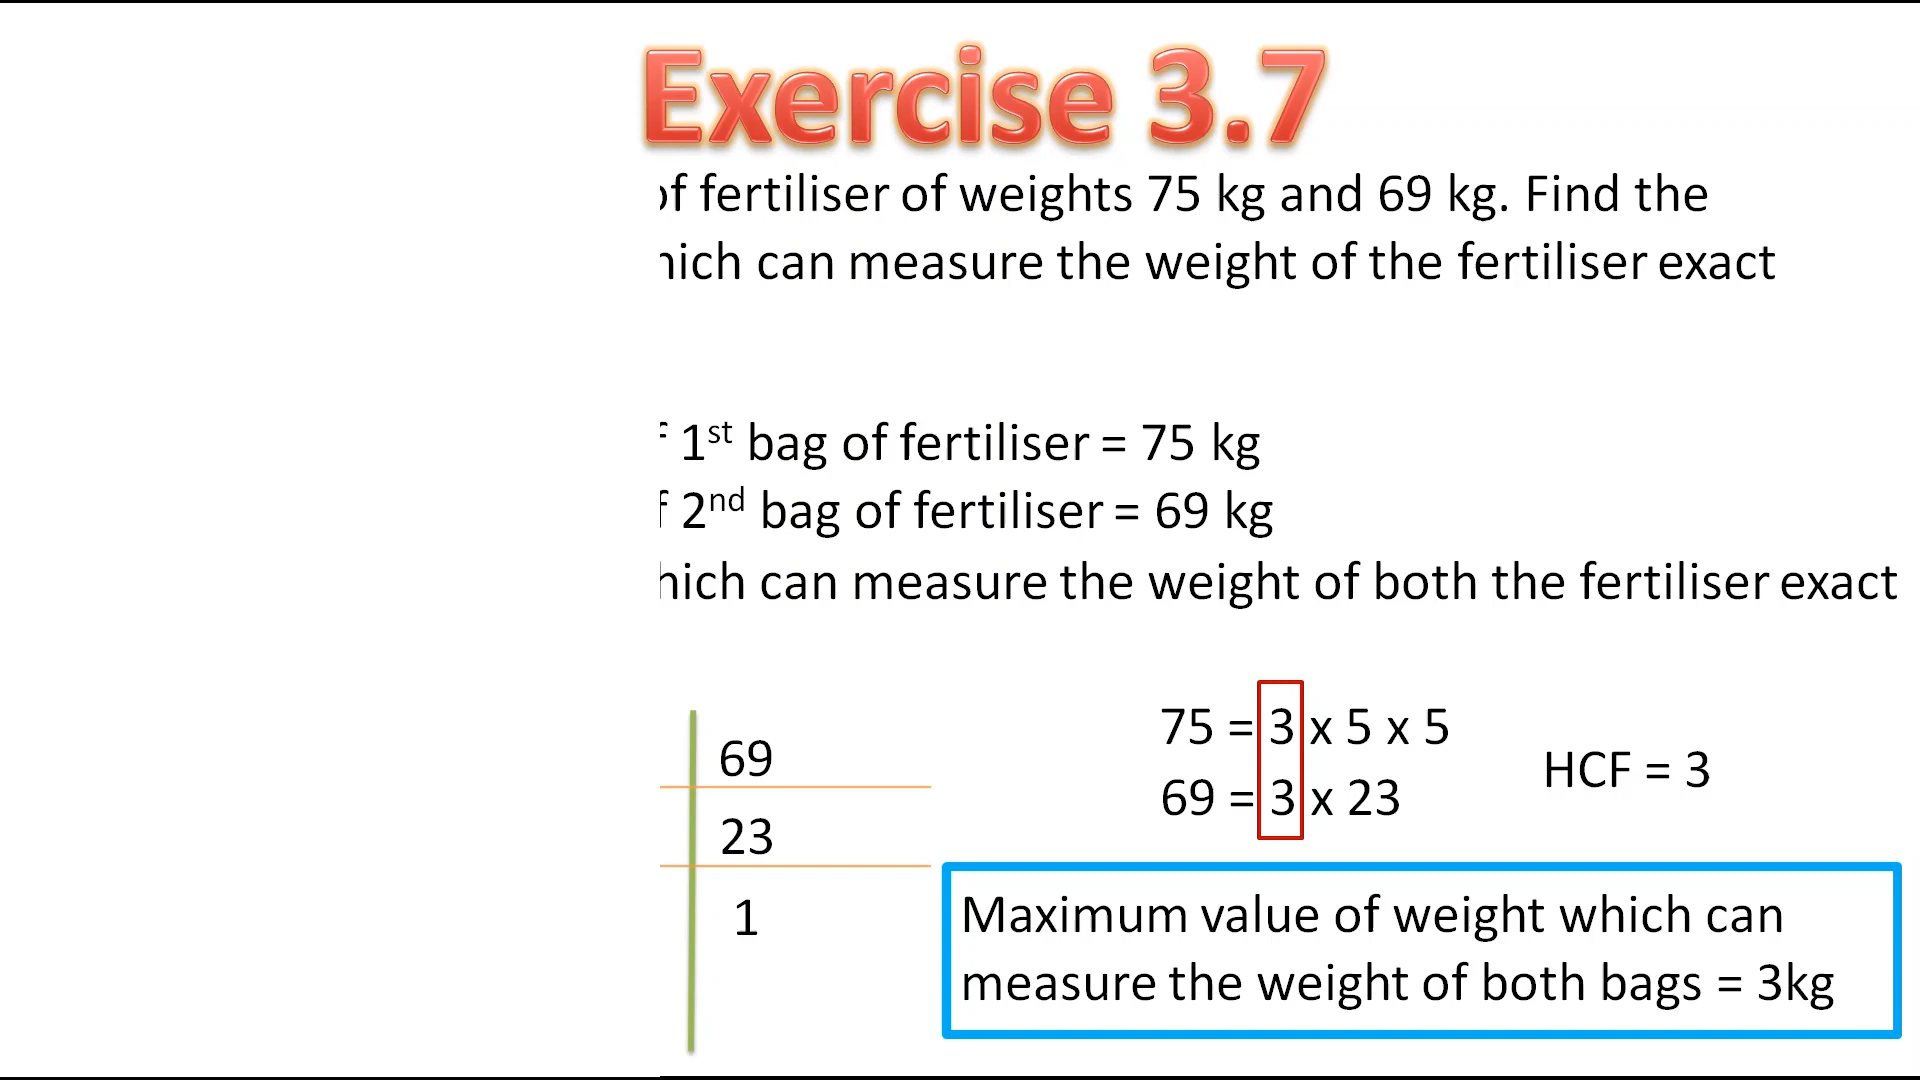 Exercise 3.7
of fertiliser of weights 75 kg and 69 kg. Find the
can measure the weight of the fertiliser exact
1st bag of fertiliser = 75 kg
2nd bag of fertiliser = 69 kg
can measure the weight of both the fertiliser exact
75 = 3 x 5 x 5
69 = 3 x 23
HCF = 3
69
23
1
Maximum value of weight which can
measure the weight of both bags = 3kg